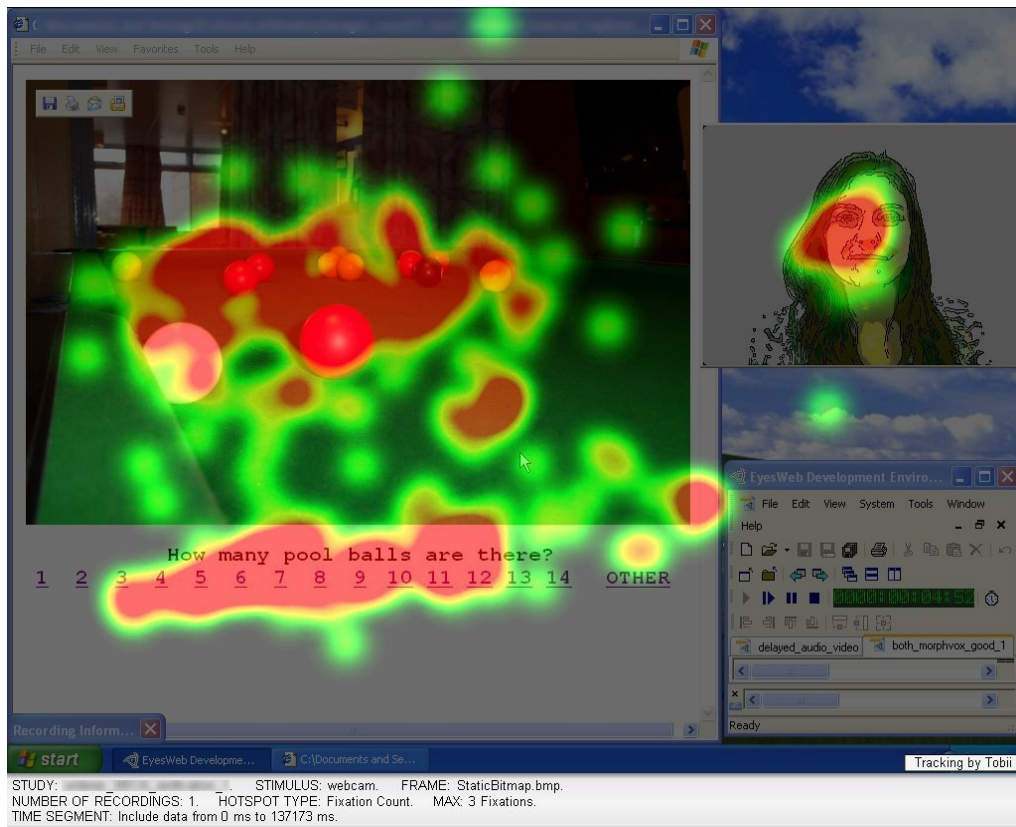 File Edit View Favorites Tools Help
How many pool balls are there?
1 2 3 4 5 6 7 8 9 10 11 12 13 14 OTHER
EyesWeb Development Enviro...
File Edit View System Tools Window
Help
0000:00:04:52
delayed_audio_video both_morphvox_good_1
Ready
Recording Inform...
start EyesWeb Developme... C:\Documents and Se...
Tracking by Tobii
STUDY: STIMULUS: webcam. FRAME: StaticBitmap.bmp.
NUMBER OF RECORDINGS: 1. HOTSPOT TYPE: Fixation Count. MAX: 3 Fixations.
TIME SEGMENT: Include data from 0 ms to 137173 ms.